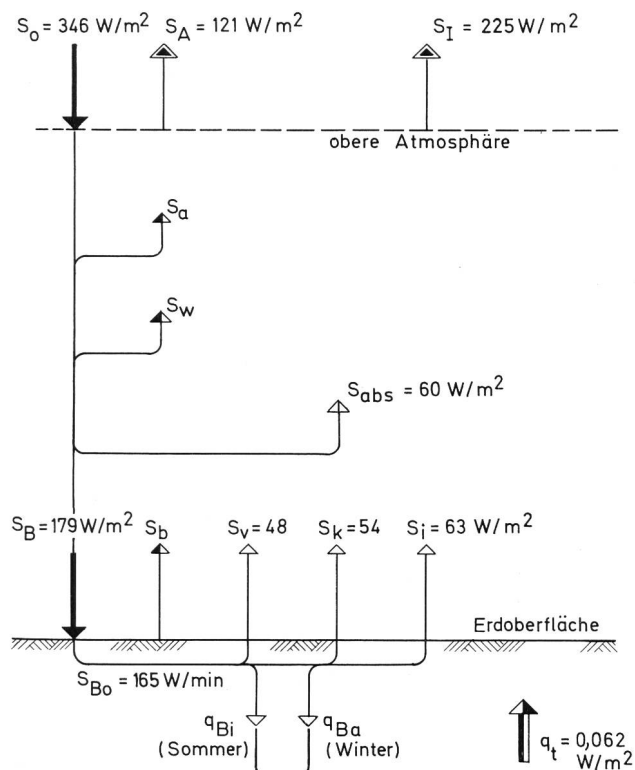 S₀ = 346 W/m² S_A = 121 W/m² S_I = 225 W/m²
obere Atmosphäre
S_a
S_w
S_abs = 60 W/m²
S_B = 179 W/m² S_b S_v = 48 S_k = 54 S_i = 63 W/m²
Erdoberfläche
S_Bo = 165 W/min
q_Bi q_Ba q_t = 0,062
(Sommer) (Winter) W/m²